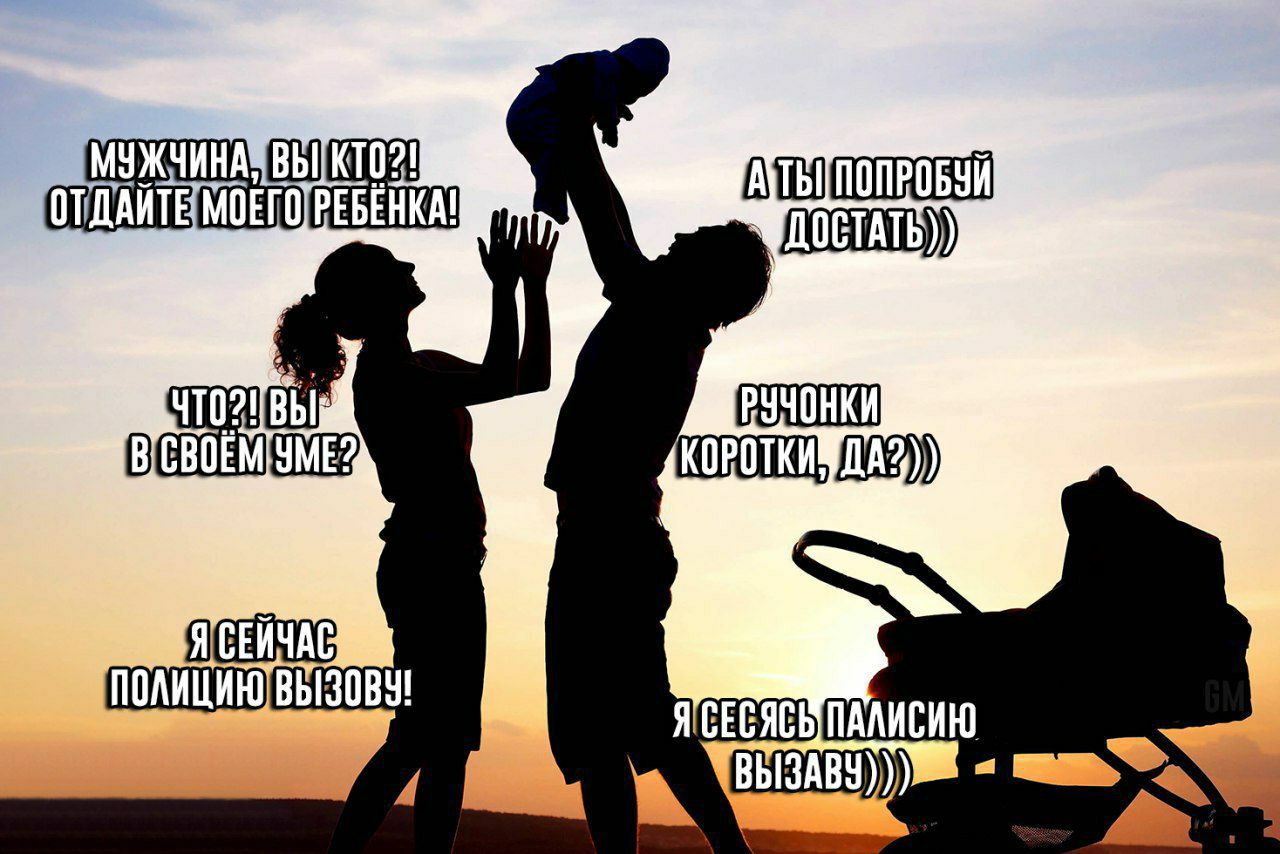 МУЖЧИНА, ВЫ КТО?!
ОТДАЙТЕ МОЕГО РЕБЁНКА!
А ТЫ ПОПРОБУЙ
ДОСТАТЬ))
ЧТО?! ВЫ
В СВОЁМ УМЕ?
РУЧОНКИ
КОРОТКИ, ДА?))
Я СЕЙЧАС
ПОЛИЦИЮ ВЫЗОВУ!
Я СЕСЯСЬ ПАЛИСИЮ
ВЫЗАВУ)))
GM